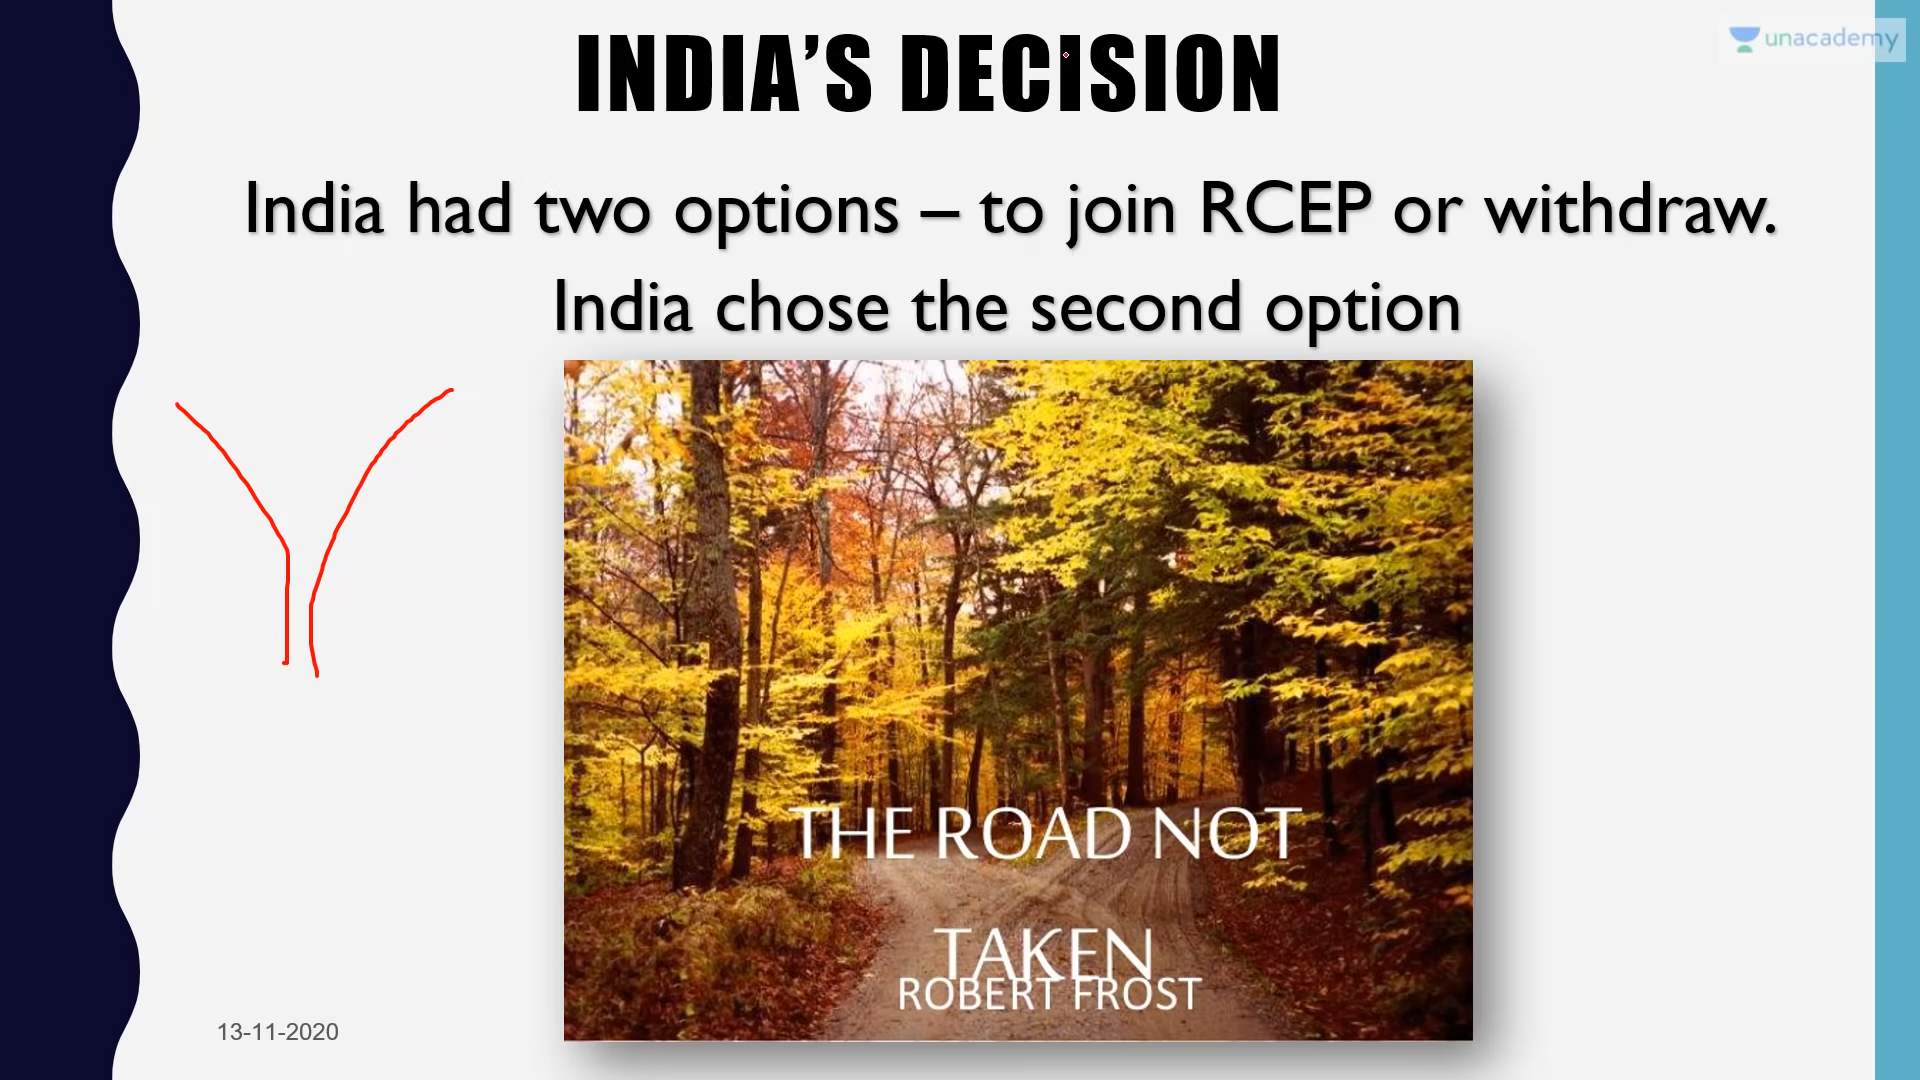 INDIA'S DECISION
unacademy
India had two options – to join RCEP or withdraw.
India chose the second option
THE ROAD NOT
TAKEN
ROBERT FROST
13-11-2020